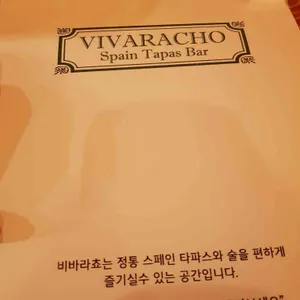 VIVARACHO
Spain Tapas Bar
비바라쵸는 정통 스페인 타파스와 술을 편하게
즐기실수 있는 공간입니다.